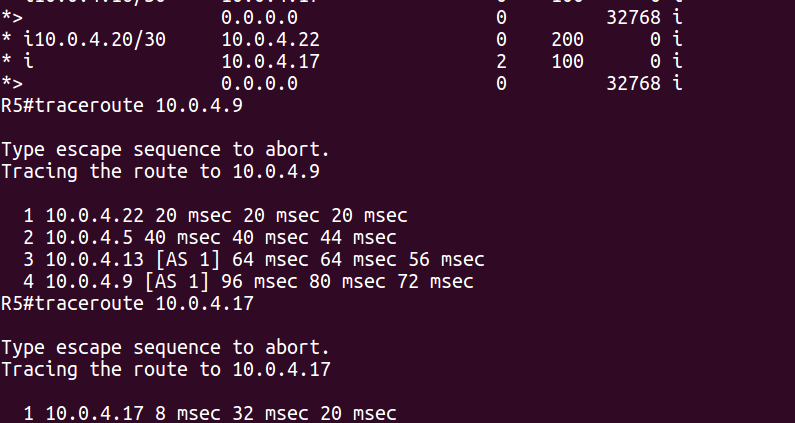 *>                  0.0.0.0                  0         32768 i
* i10.0.4.20/30     10.0.4.22                0    200      0 i
* i                 10.0.4.17                2    100      0 i
*>                  0.0.0.0                  0         32768 i
R5#traceroute 10.0.4.9
Type escape sequence to abort.
Tracing the route to 10.0.4.9
  1 10.0.4.22 20 msec 20 msec 20 msec
  2 10.0.4.5 40 msec 40 msec 44 msec
  3 10.0.4.13 [AS 1] 64 msec 64 msec 56 msec
  4 10.0.4.9 [AS 1] 96 msec 80 msec 72 msec
R5#traceroute 10.0.4.17
Type escape sequence to abort.
Tracing the route to 10.0.4.17
  1 10.0.4.17 8 msec 32 msec 20 msec